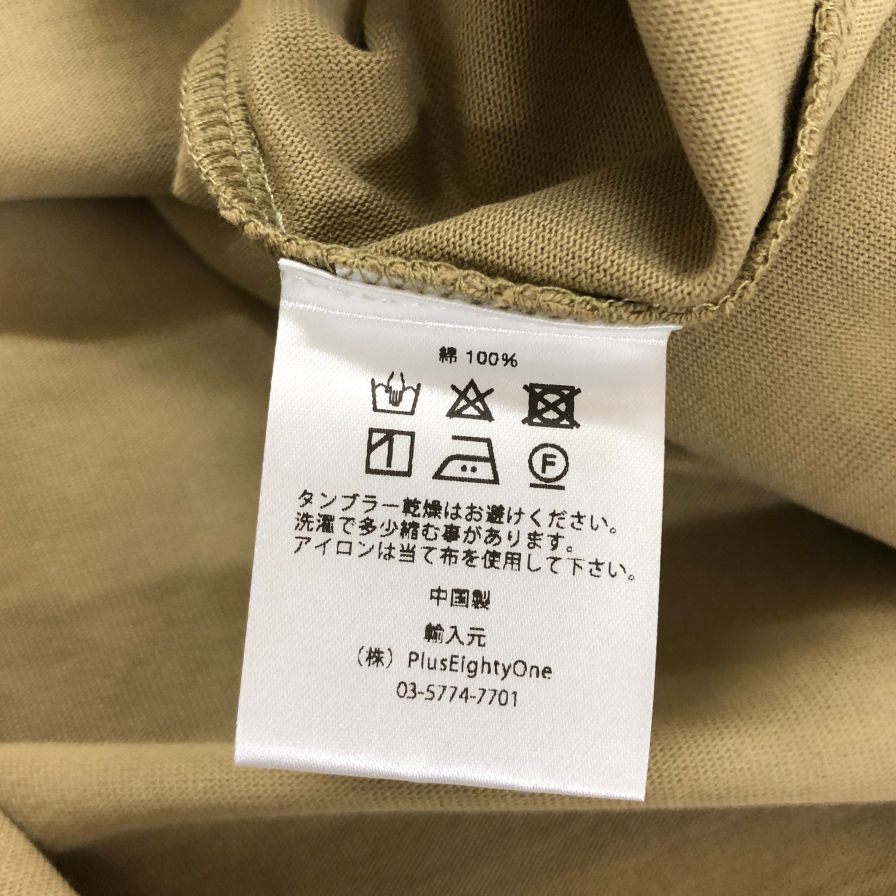 綿 100%
F
タンブラー乾燥はお避けください。
洗濯で多少縮む事があります。
アイロンは当て布を使用して下さい。
中国製
輸入元
（株）PlusEightyOne
03-5774-7701